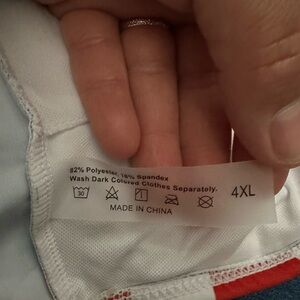 82% Polyester, 18% Spandex
Wash Dark Colored Clothes Separately.
30
4XL
MADE IN CHINA